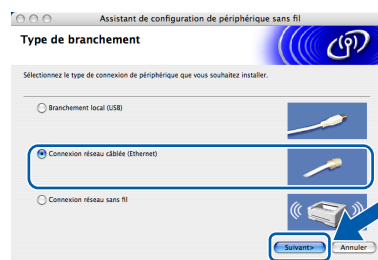 Assistant de configuration de périphérique sans fil
Type de branchement
Sélectionnez le type de connexion de périphérique que vous souhaitez installer.
Branchement local (USB)
Connexion réseau câblée (Ethernet)
Connexion réseau sans fil
Suivant> Annuler